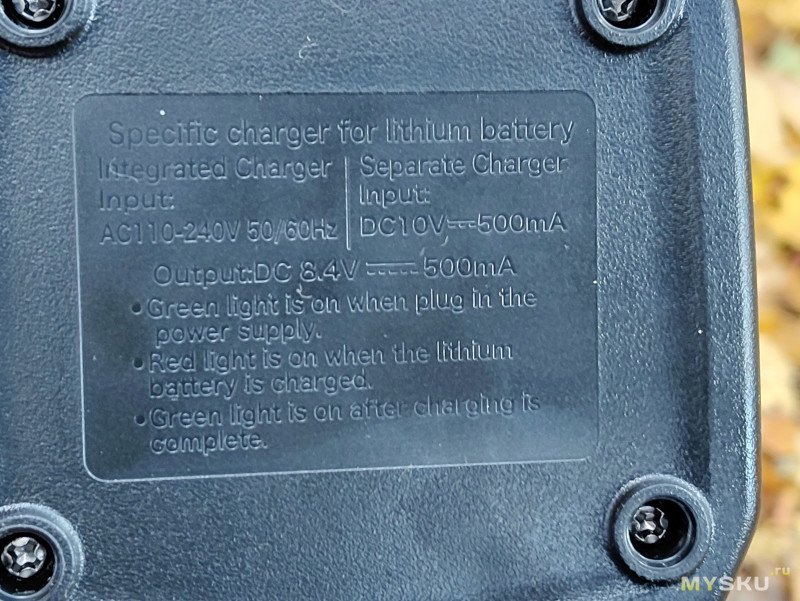 Specific charger for lithium battery
Integrated Charger
Input:
AC110-240V 50/60Hz
Separate Charger
Input:
DC10V⎓500mA
Output:DC 8.4V ⎓ 500mA
•Green light is on when plug in the
power supply.
•Red light is on when the lithium
battery is charged.
•Green light is on after charging is
complete.
MYSKU.ru